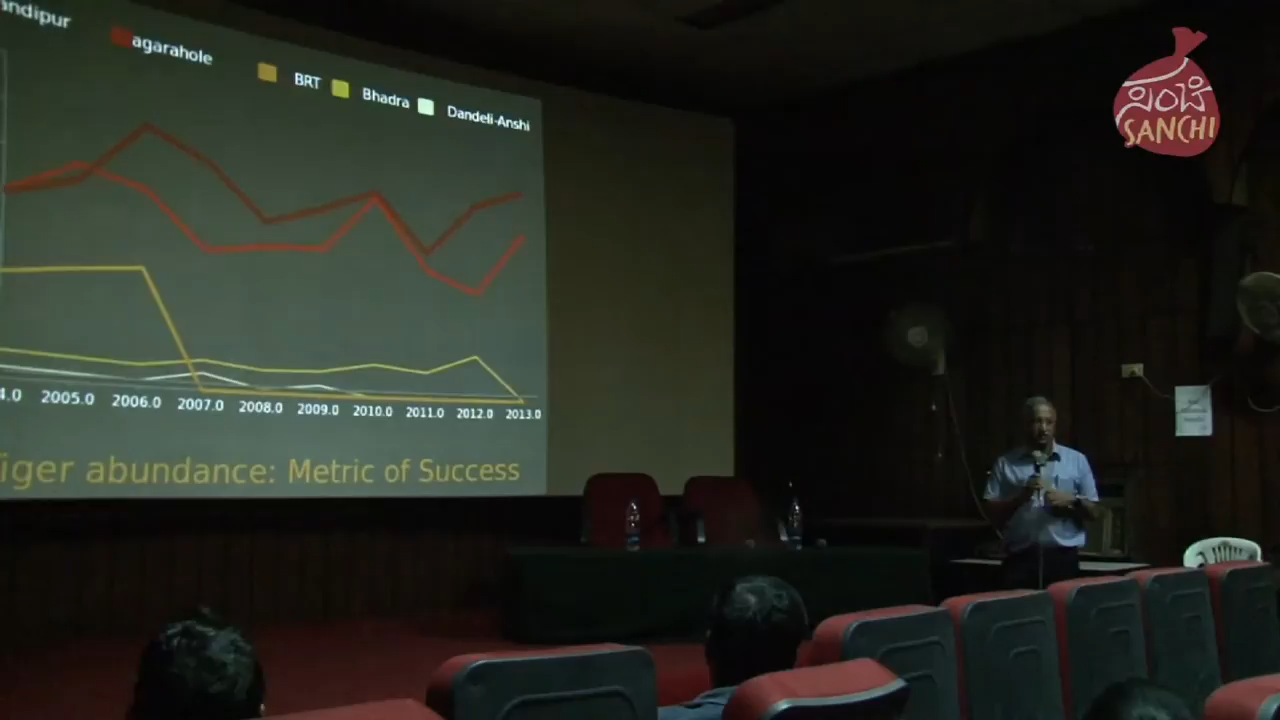 andipur
agarahole
BRT
Bhadra
Dandeli-Anshi
4.0 2005.0 2006.0 2007.0 2008.0 2009.0 2010.0 2011.0 2012.0 2013.0
iger abundance: Metric of Success
ಸಂಚಿ
SANCHI